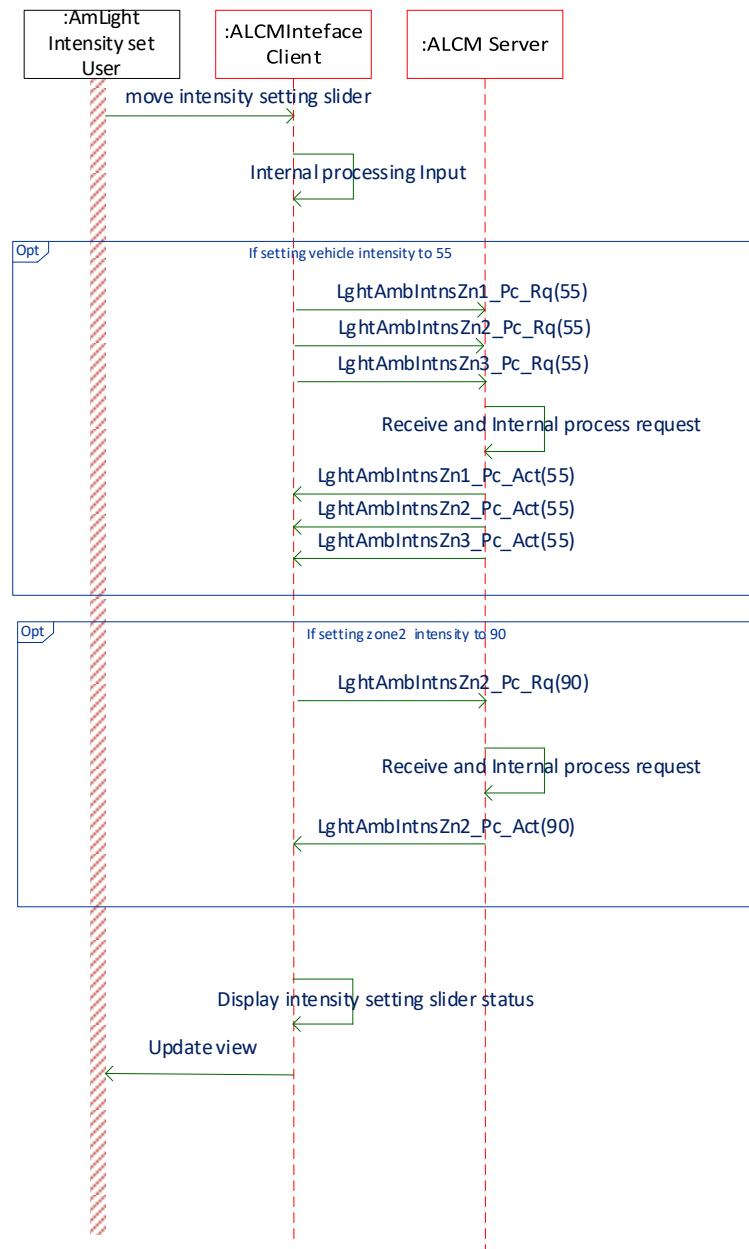 :AmLight
Intensity set
User
:ALCMInteface
Client
:ALCM Server
move intensity setting slider
Internal processing Input
Opt
If setting vehicle intensity to 55
LghtAmbIntnsZn1_Pc_Rq(55)
LghtAmbIntnsZn2_Pc_Rq(55)
LghtAmbIntnsZn3_Pc_Rq(55)
Receive and Internal process request
LghtAmbIntnsZn1_Pc_Act(55)
LghtAmbIntnsZn2_Pc_Act(55)
LghtAmbIntnsZn3_Pc_Act(55)
Opt
If setting zone2 intensity to 90
LghtAmbIntnsZn2_Pc_Rq(90)
Receive and Internal process request
LghtAmbIntnsZn2_Pc_Act(90)
Display intensity setting slider status
Update view